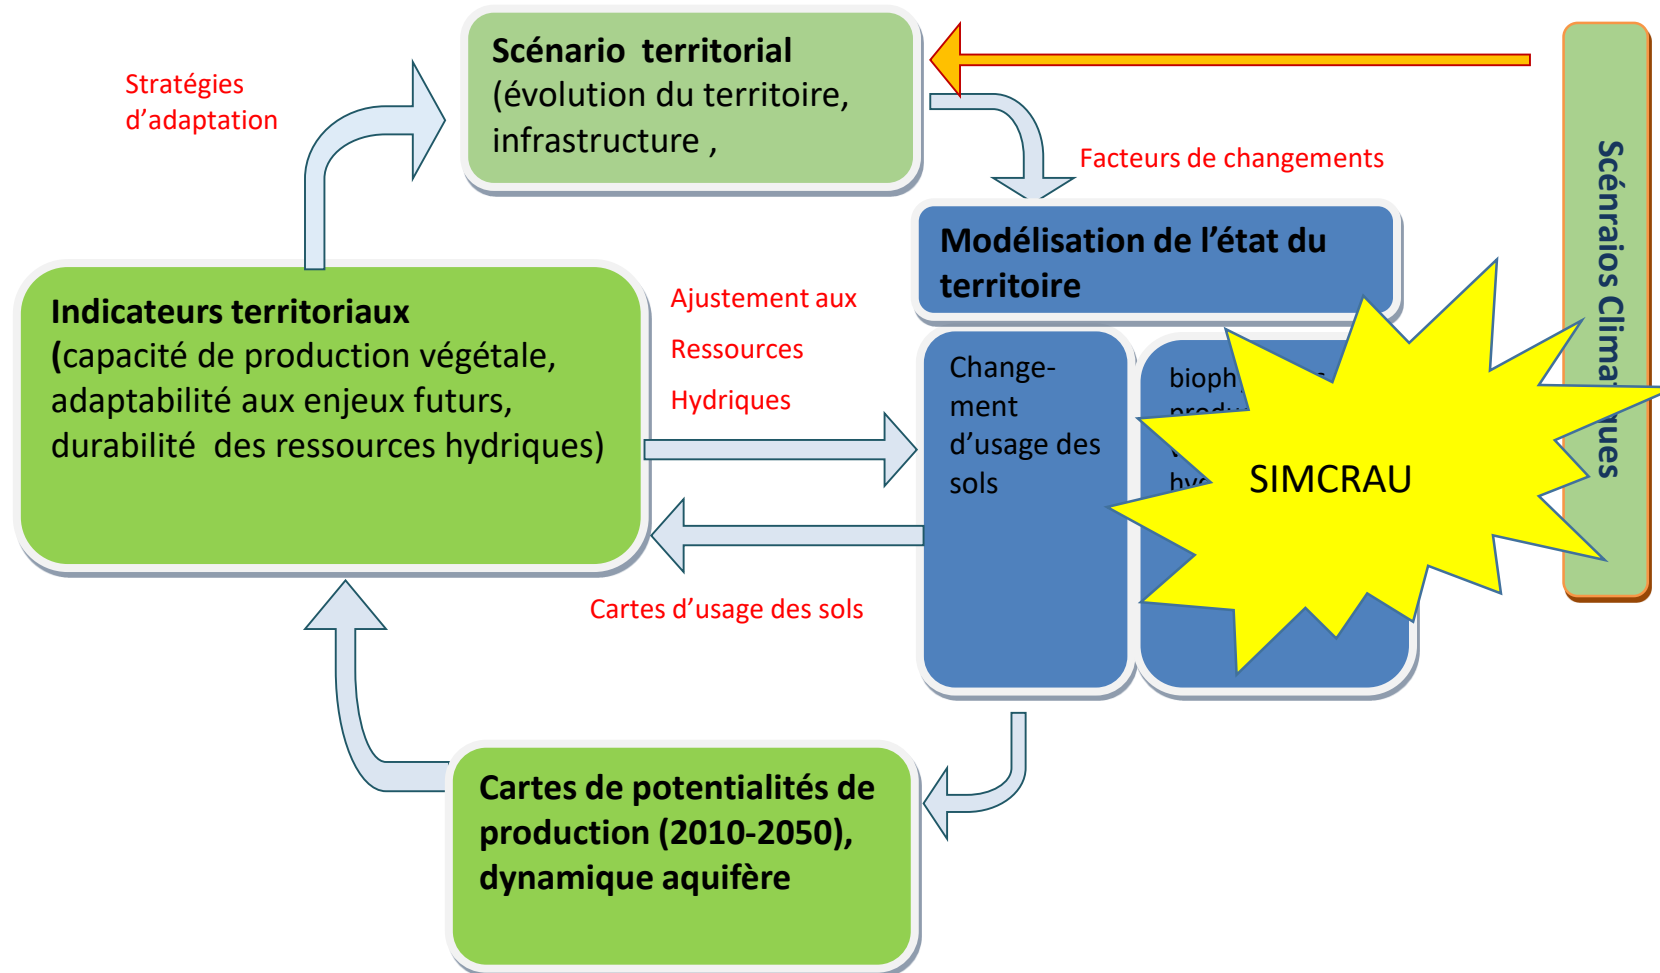 Scénario territorial
(évolution du territoire,
infrastructure ,
Stratégies
d’adaptation
Facteurs de changements
Scénraios Clima ques
Modélisation de l’état du
territoire
Indicateurs territoriaux
(capacité de production végétale,
adaptabilité aux enjeux futurs,
durabilité des ressources hydriques)
Ajustement aux
Ressources
Hydriques
Change-
ment
d’usage des
sols
SIMCRAU
Cartes d’usage des sols
Cartes de potentialités de
production (2010-2050),
dynamique aquifère